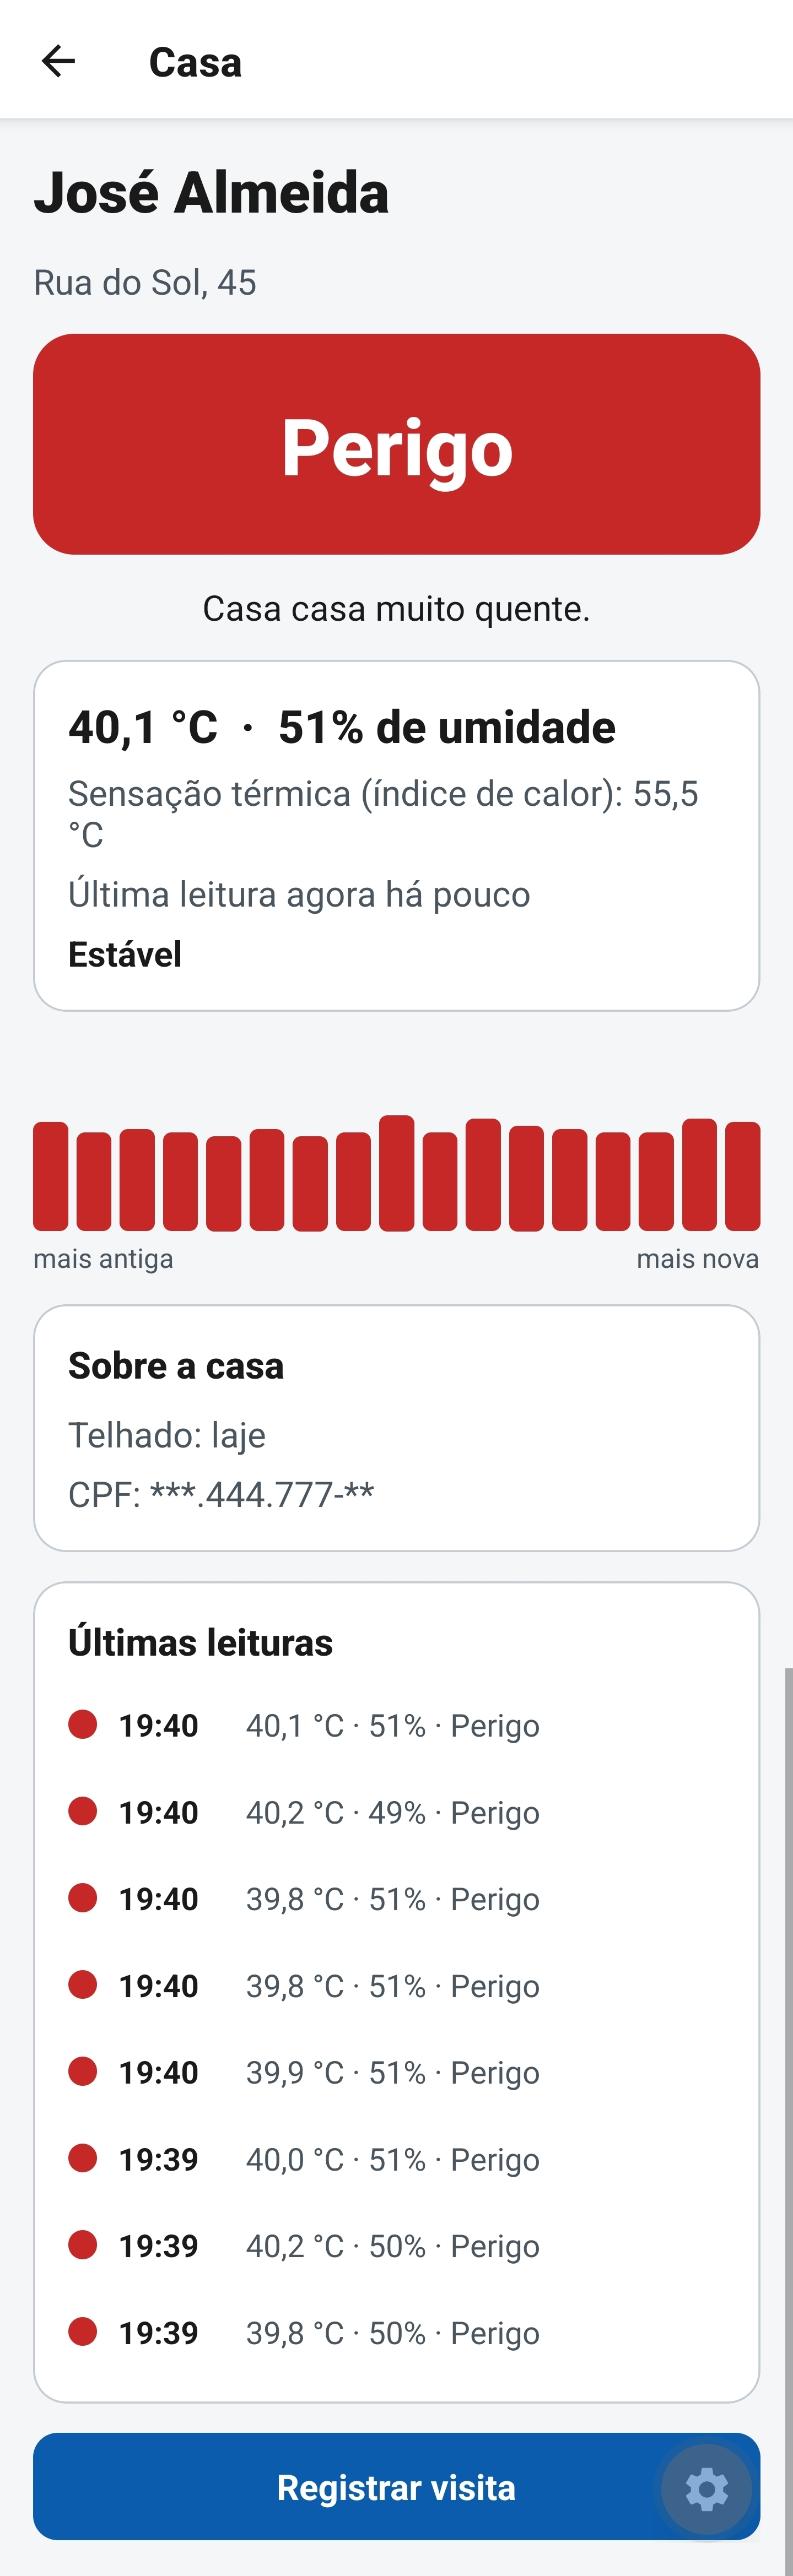 Casa
José Almeida
Rua do Sol, 45
Perigo
Casa casa muito quente.
40,1 °C · 51% de umidade
Sensação térmica (índice de calor): 55,5
°C
Última leitura agora há pouco
Estável
mais antiga mais nova
Sobre a casa
Telhado: laje
CPF: ***.444.777-**
Últimas leituras
19:40 40,1 °C · 51% · Perigo
19:40 40,2 °C · 49% · Perigo
19:40 39,8 °C · 51% · Perigo
19:40 39,8 °C · 51% · Perigo
19:40 39,9 °C · 51% · Perigo
19:39 40,0 °C · 51% · Perigo
19:39 40,2 °C · 50% · Perigo
19:39 39,8 °C · 50% · Perigo
Registrar visita